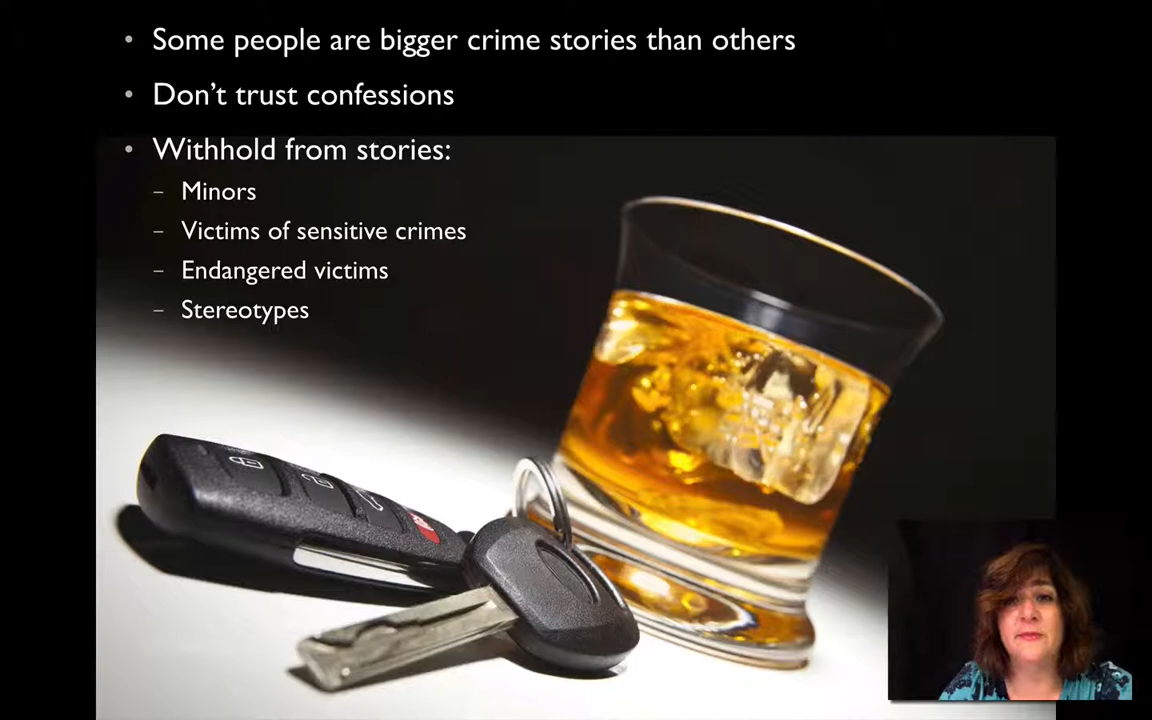 • Some people are bigger crime stories than others
• Don't trust confessions
• Withhold from stories:
– Minors
– Victims of sensitive crimes
– Endangered victims
– Stereotypes